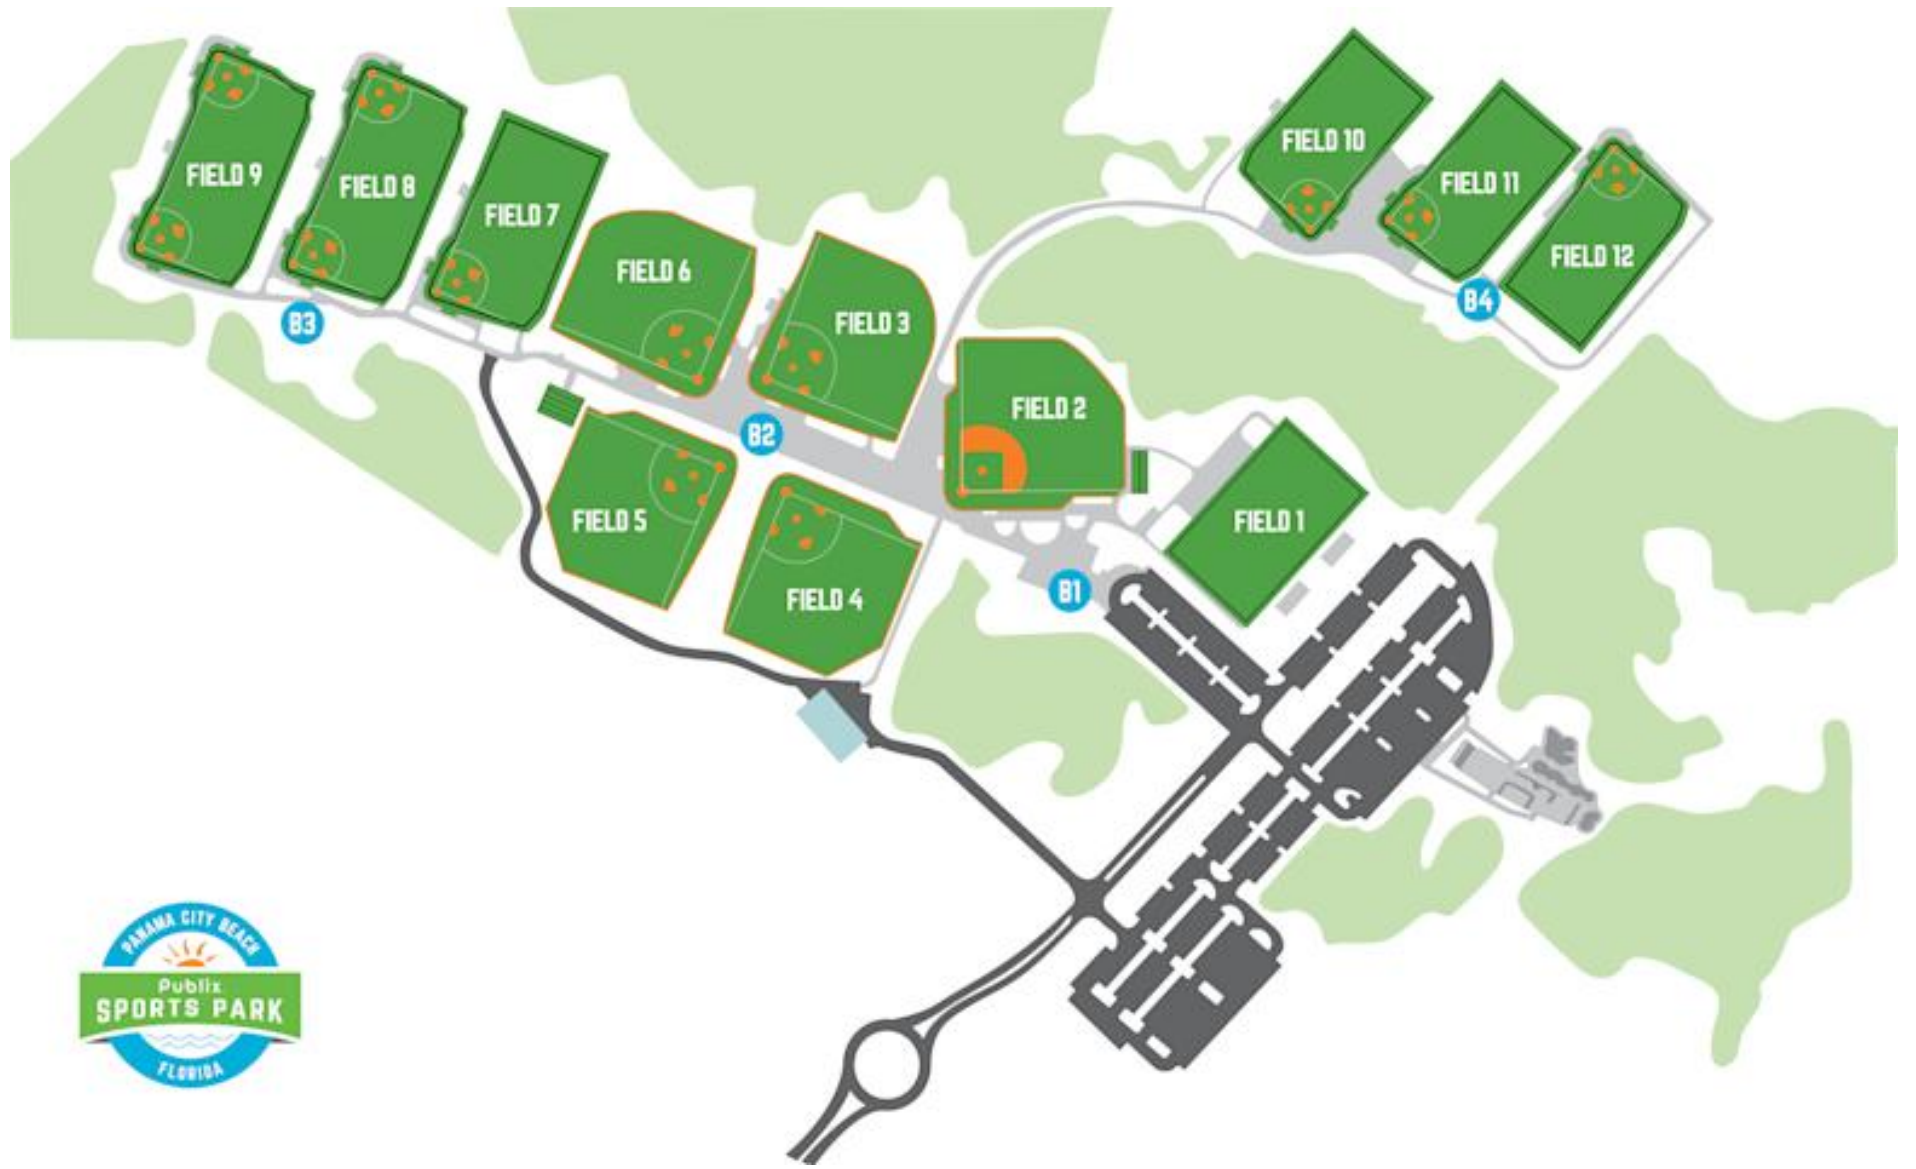 FIELD 9
FIELD 8
FIELD 7
FIELD 6
FIELD 3
FIELD 10
FIELD 11
FIELD 12
B3
B4
B2
FIELD 2
FIELD 5
FIELD 4
FIELD 1
B1
PANAMA CITY BEACH
Publix
SPORTS PARK
FLORIDA